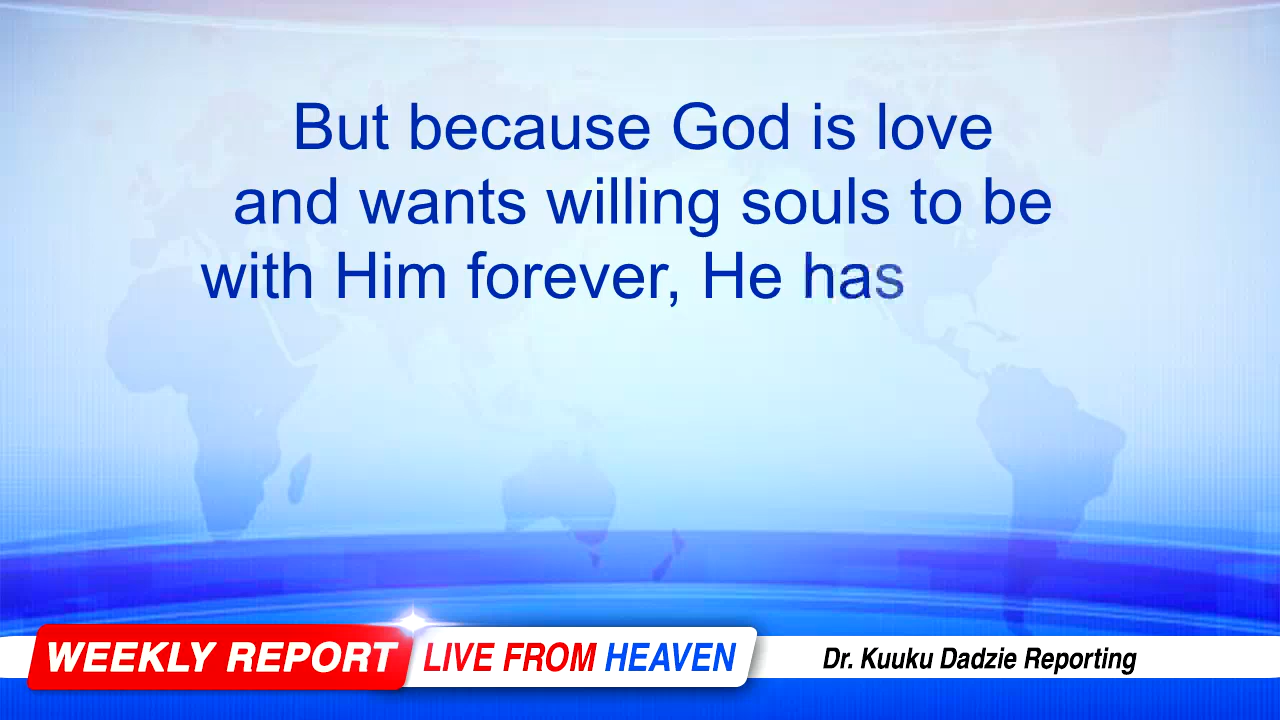 But because God is love
and wants willing souls to be
with Him forever, He has
WEEKLY REPORT LIVE FROM HEAVEN Dr. Kuuku Dadzie Reporting